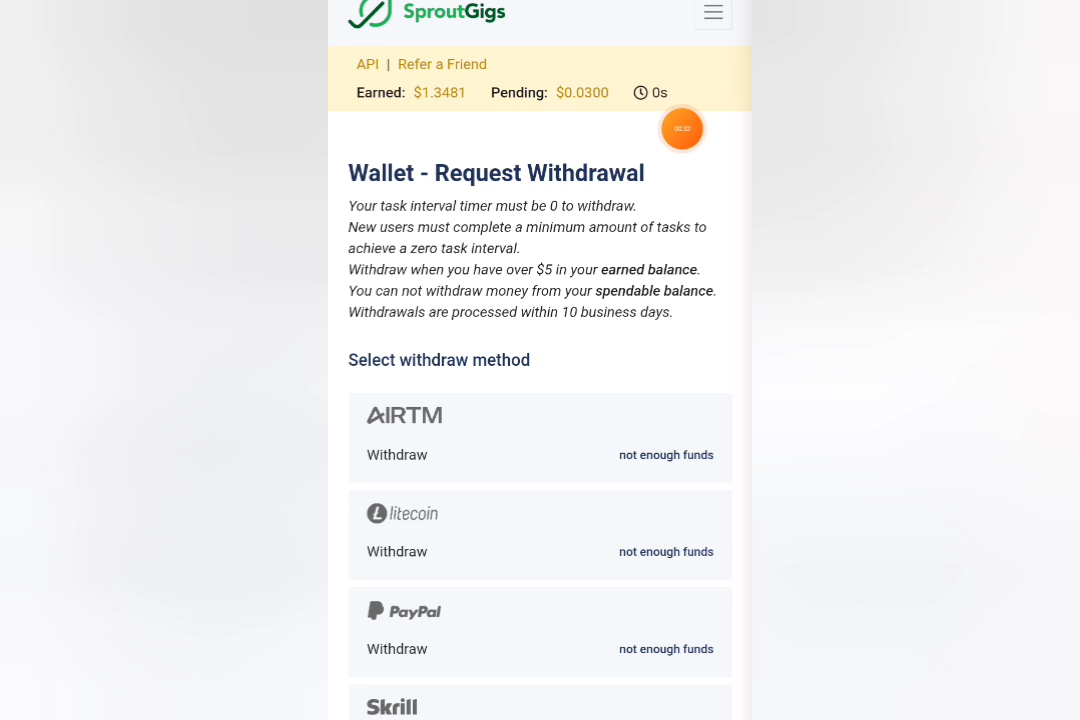 SproutGigs
API | Refer a Friend
Earned: $1.3481 Pending: $0.0300 0s
00:32
Wallet - Request Withdrawal
Your task interval timer must be 0 to withdraw.
New users must complete a minimum amount of tasks to
achieve a zero task interval.
Withdraw when you have over $5 in your earned balance.
You can not withdraw money from your spendable balance.
Withdrawals are processed within 10 business days.
Select withdraw method
AIRTM
Withdraw not enough funds
litecoin
Withdraw not enough funds
PayPal
Withdraw not enough funds
Skrill